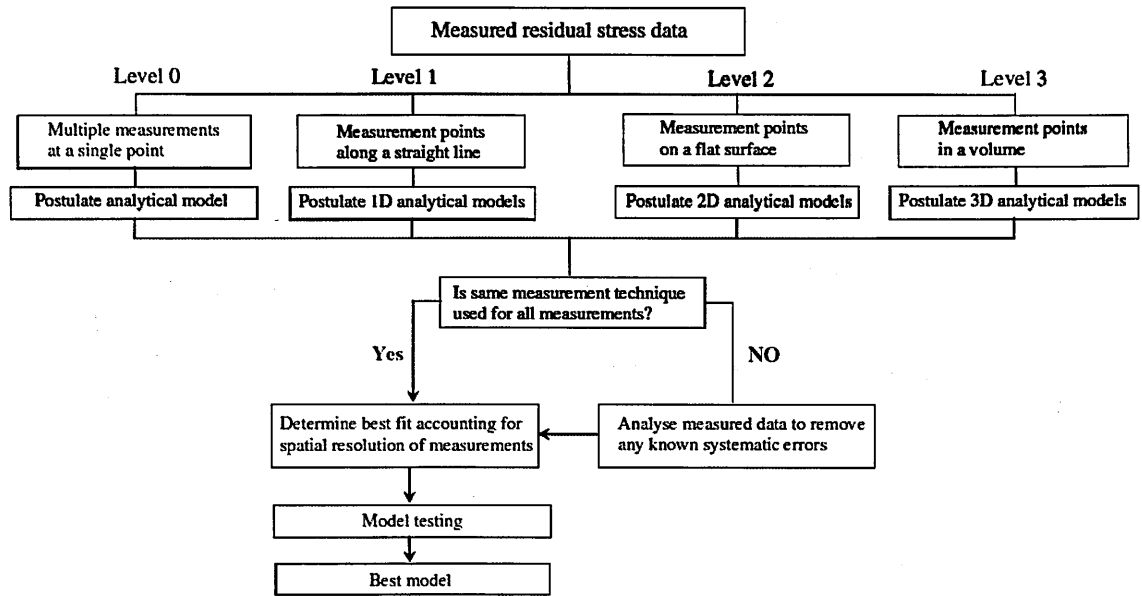 Measured residual stress data
Level 0
Level 1
Level 2
Level 3
Multiple measurements
at a single point
Measurement points
along a straight line
Measurement points
on a flat surface
Measurement points
in a volume
Postulate analytical model
Postulate 1D analytical models
Postulate 2D analytical models
Postulate 3D analytical models
Is same measurement technique
used for all measurements?
Yes
NO
Determine best fit accounting for
spatial resolution of measurements
Analyse measured data to remove
any known systematic errors
Model testing
Best model